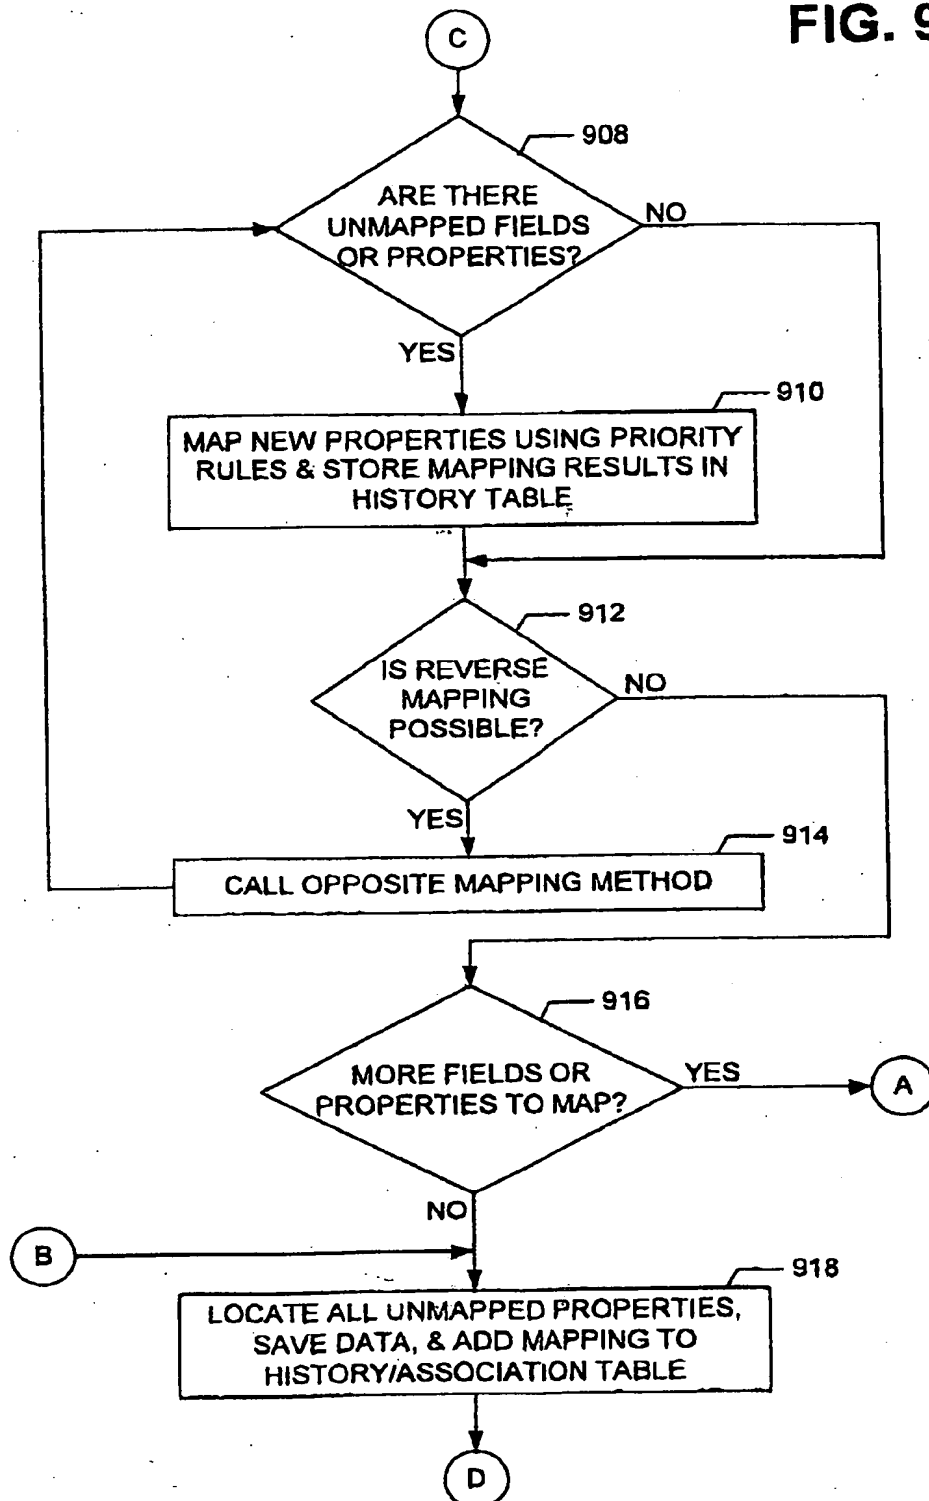 FIG. 9
C
908
ARE THERE
UNMAPPED FIELDS
OR PROPERTIES?
NO
YES
910
MAP NEW PROPERTIES USING PRIORITY
RULES & STORE MAPPING RESULTS IN
HISTORY TABLE
912
IS REVERSE
MAPPING
POSSIBLE?
NO
YES
914
CALL OPPOSITE MAPPING METHOD
916
MORE FIELDS OR
PROPERTIES TO MAP?
YES
A
NO
B
918
LOCATE ALL UNMAPPED PROPERTIES,
SAVE DATA, & ADD MAPPING TO
HISTORY/ASSOCIATION TABLE
D